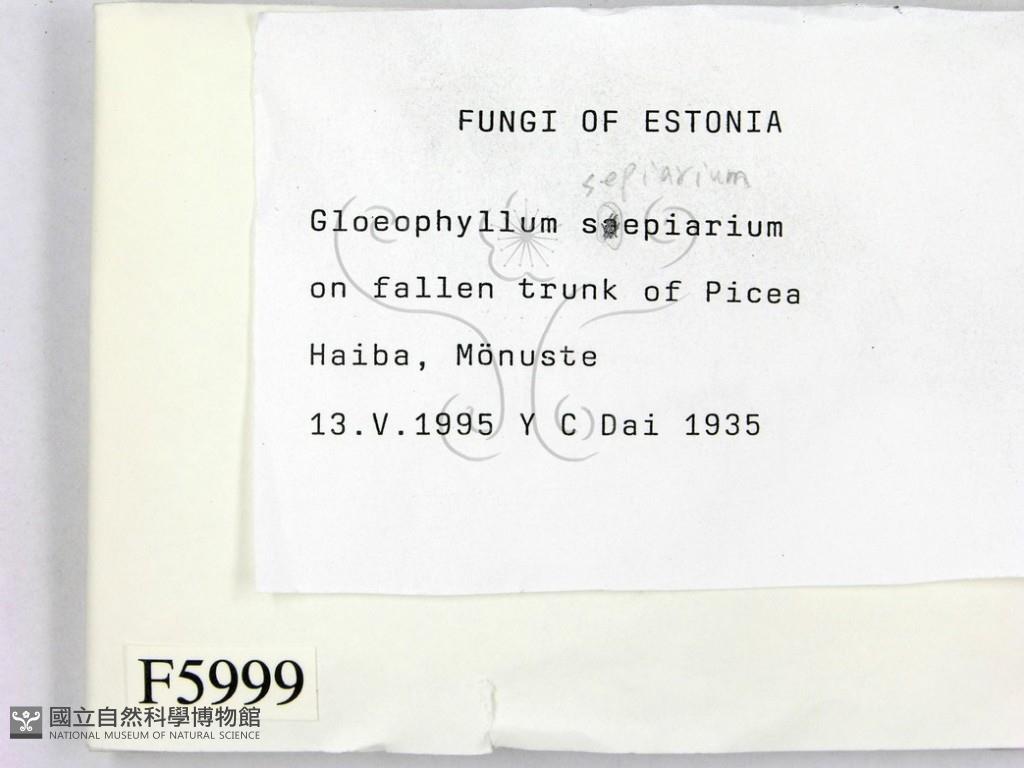 FUNGI OF ESTONIA
sepiarium
Gloeophyllum saepiarium
on fallen trunk of Picea
Haiba, Mönuste
13.V.1995 Y C Dai 1935
F5999
國立自然科學博物館
NATIONAL MUSEUM OF NATURAL SCIENCE